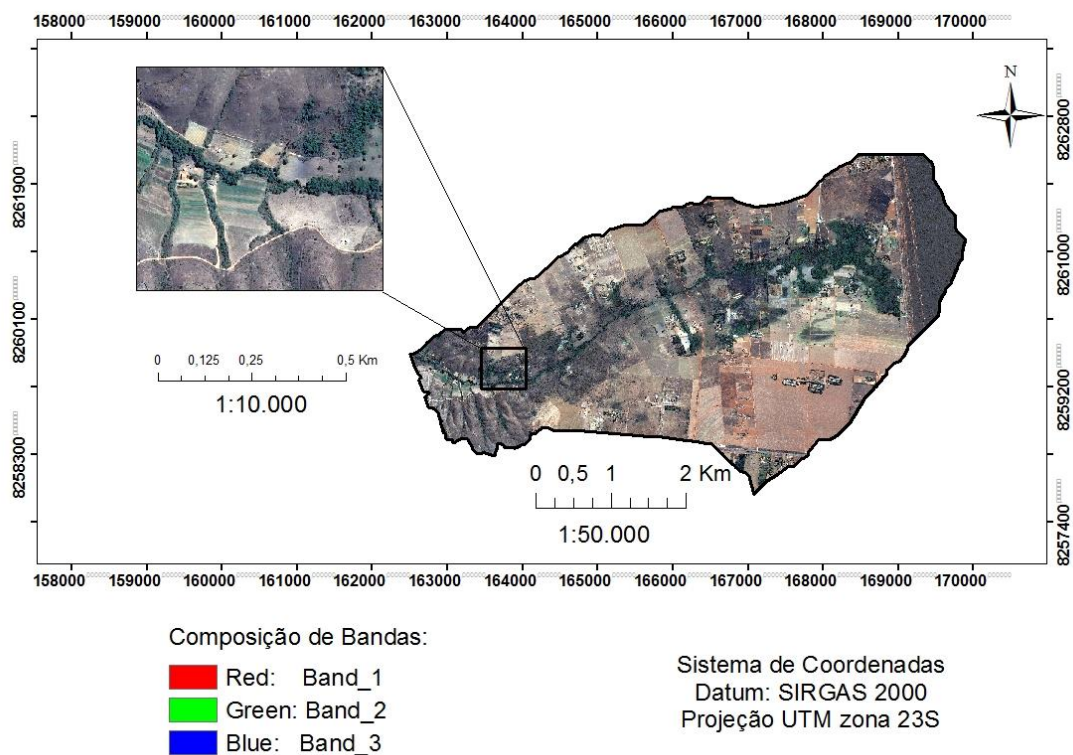 158000 159000 160000 161000 162000 163000 164000 165000 166000 167000 168000 169000 170000
N
8262800
8261900
8261000
8260100
8259200
8258300
8257400
0 0,125 0,25 0,5 Km
1:10.000
0 0,5 1 2 Km
1:50.000
158000 159000 160000 161000 162000 163000 164000 165000 166000 167000 168000 169000 170000
Composição de Bandas:
Red: Band_1
Green: Band_2
Blue: Band_3
Sistema de Coordenadas
Datum: SIRGAS 2000
Projeção UTM zona 23S